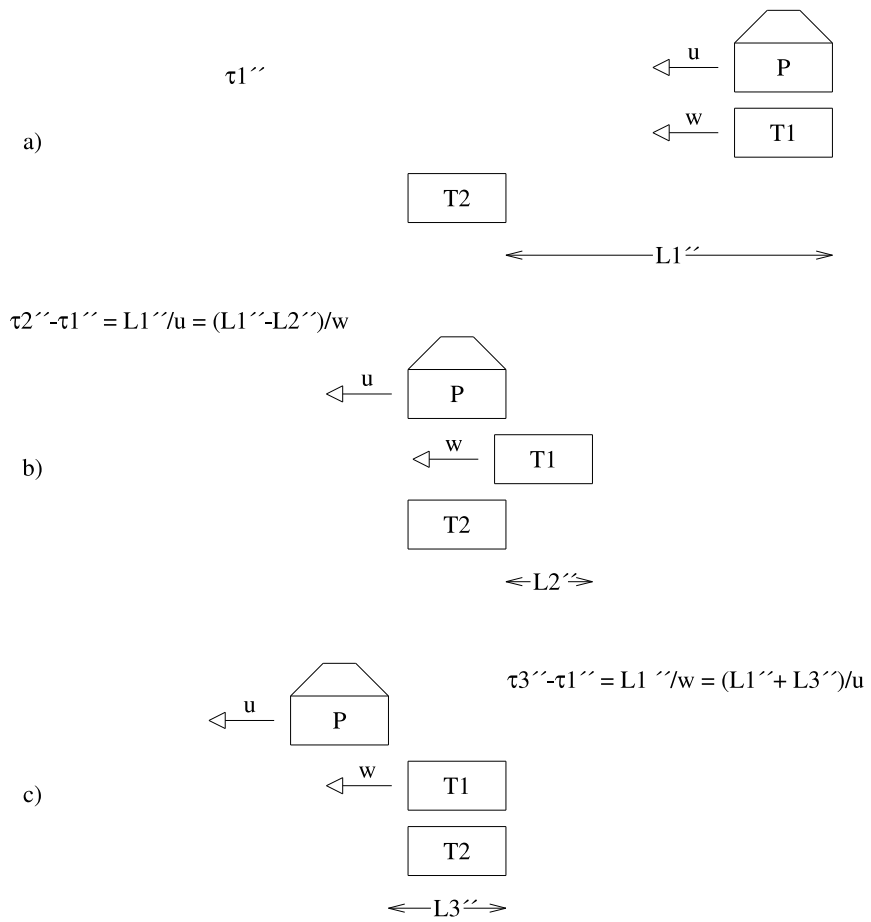 u
P
τ1´´
w
T1
a)
T2
L1´´
τ2´´-τ1´´ = L1´´/u = (L1´´-L2´´)/w
u
P
w
T1
b)
T2
L2´´
τ3´´-τ1´´ = L1 ´´/w = (L1´´+ L3´´)/u
u
P
w
T1
c)
T2
L3´´